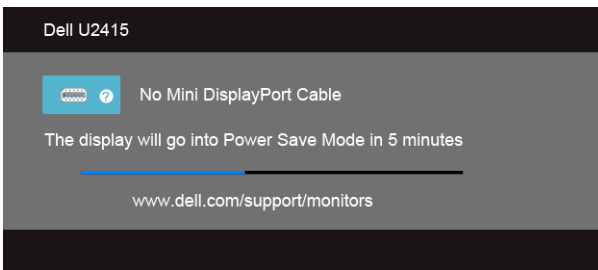 Dell U2415
? No Mini DisplayPort Cable
The display will go into Power Save Mode in 5 minutes
www.dell.com/support/monitors